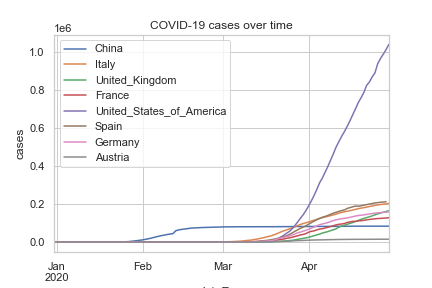 COVID-19 cases over time
1e6
1.0
0.8
0.6
0.4
0.2
0.0
cases
China
Italy
United_Kingdom
France
United_States_of_America
Spain
Germany
Austria
Jan
2020
Feb
Mar
Apr